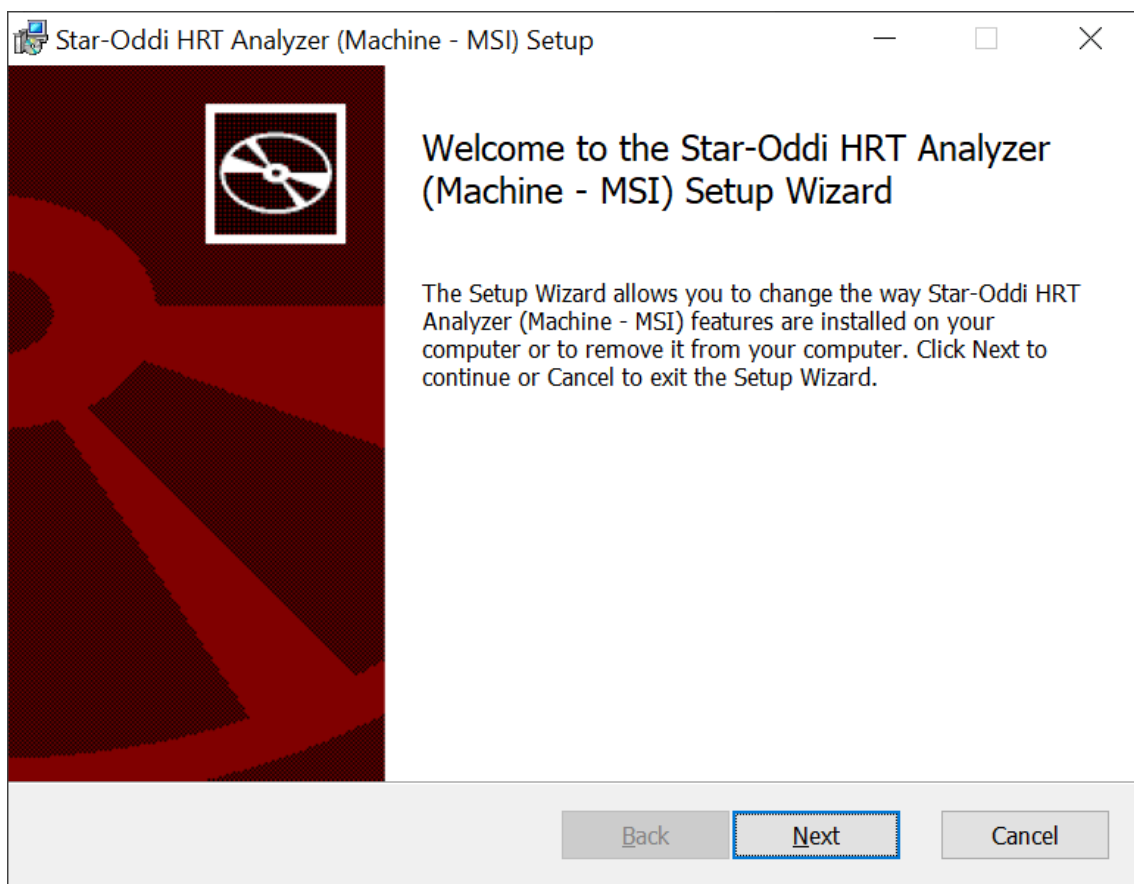 Star-Oddi HRT Analyzer (Machine - MSI) Setup
Welcome to the Star-Oddi HRT Analyzer
(Machine - MSI) Setup Wizard
The Setup Wizard allows you to change the way Star-Oddi HRT
Analyzer (Machine - MSI) features are installed on your
computer or to remove it from your computer. Click Next to
continue or Cancel to exit the Setup Wizard.
Back Next Cancel